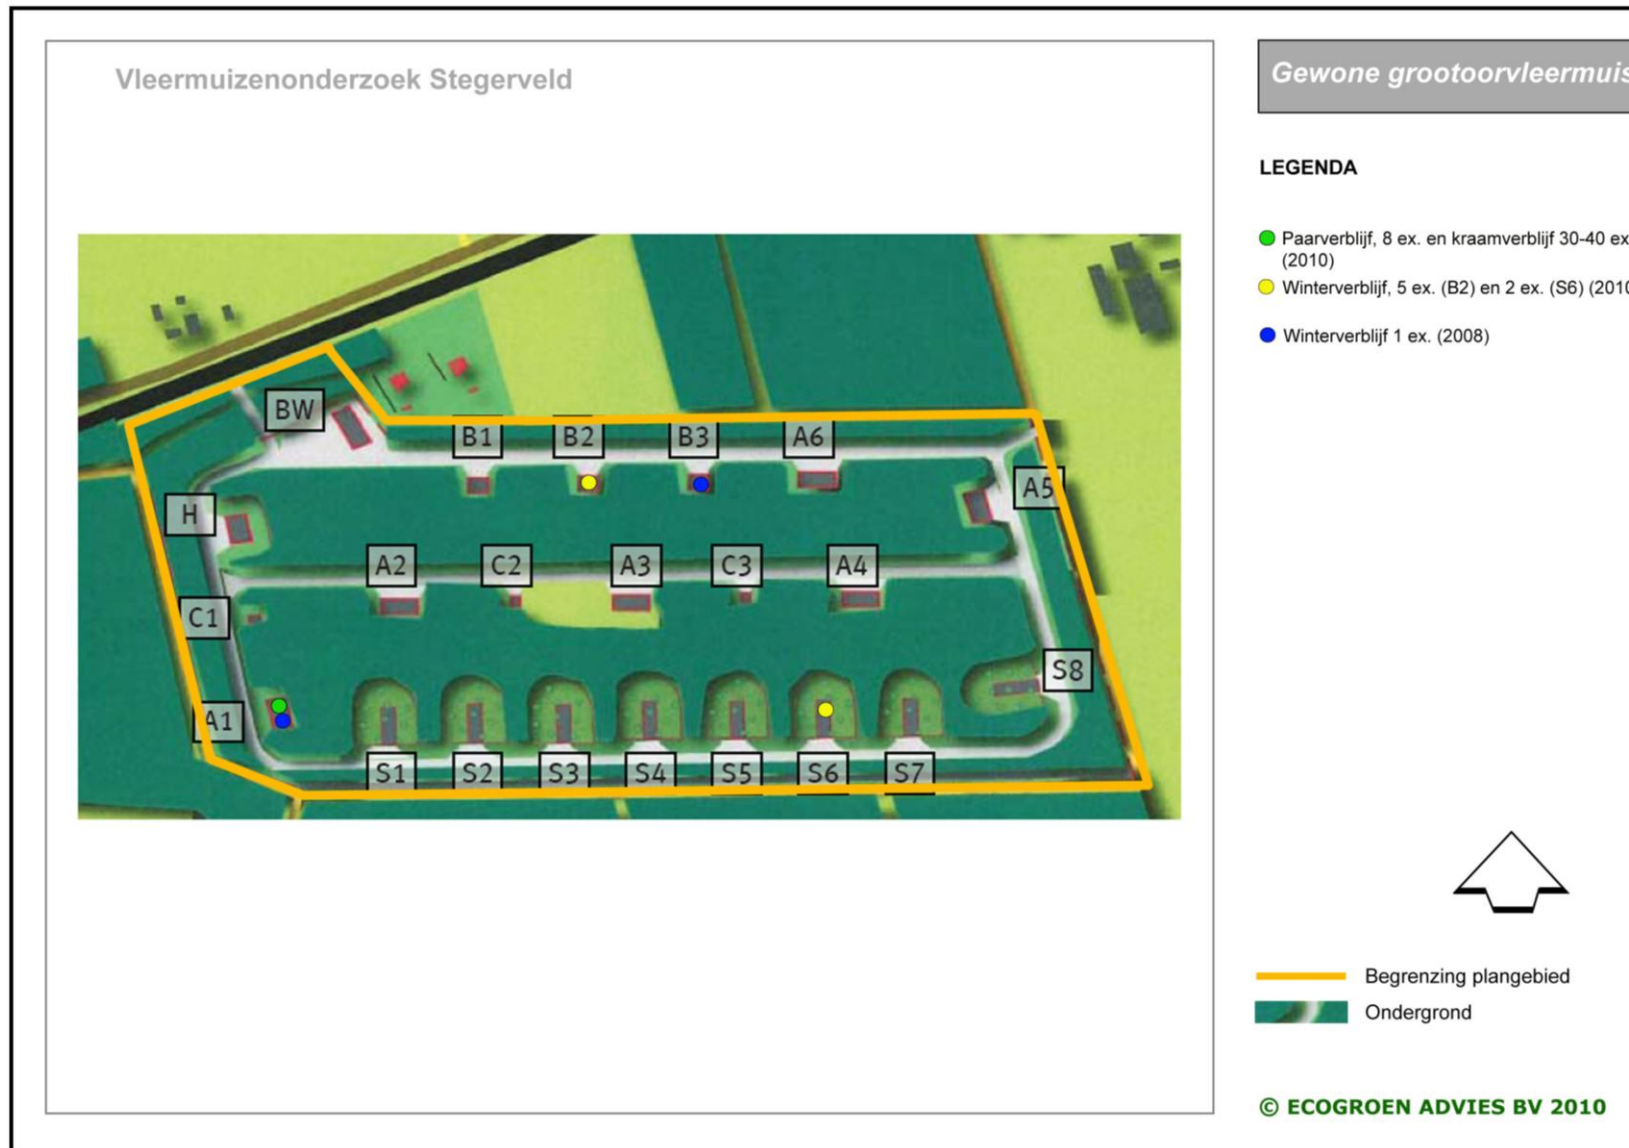 Vleermuizenonderzoek Stegerveld
Gewone grootoorvleermuis
LEGENDA
Paarverblijf, 8 ex. en kraamverblijf 30-40 ex
(2010)
Winterverblijf, 5 ex. (B2) en 2 ex. (S6) (2010
Winterverblijf 1 ex. (2008)
BW
B1 B2 B3 A6
A5
H
A2 C2 A3 C3 A4
C1
S8
A1
S1 S2 S3 S4 S5 S6 S7
Begrenzing plangebied
Ondergrond
© ECOGROEN ADVIES BV 2010